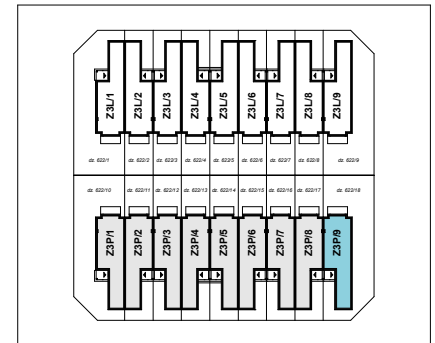 Z3L/1 Z3L/2 Z3L/3 Z3L/4 Z3L/5 Z3L/6 Z3L/7 Z3L/8 Z3L/9
dz. 622/1 dz. 622/2 dz. 622/3 dz. 622/4 dz. 622/5 dz. 622/6 dz. 622/7 dz. 622/8 dz. 622/9
dz. 622/10 dz. 622/11 dz. 622/12 dz. 622/13 dz. 622/14 dz. 622/15 dz. 622/16 dz. 622/17 dz. 622/18
Z3P/1 Z3P/2 Z3P/3 Z3P/4 Z3P/5 Z3P/6 Z3P/7 Z3P/8 Z3P/9